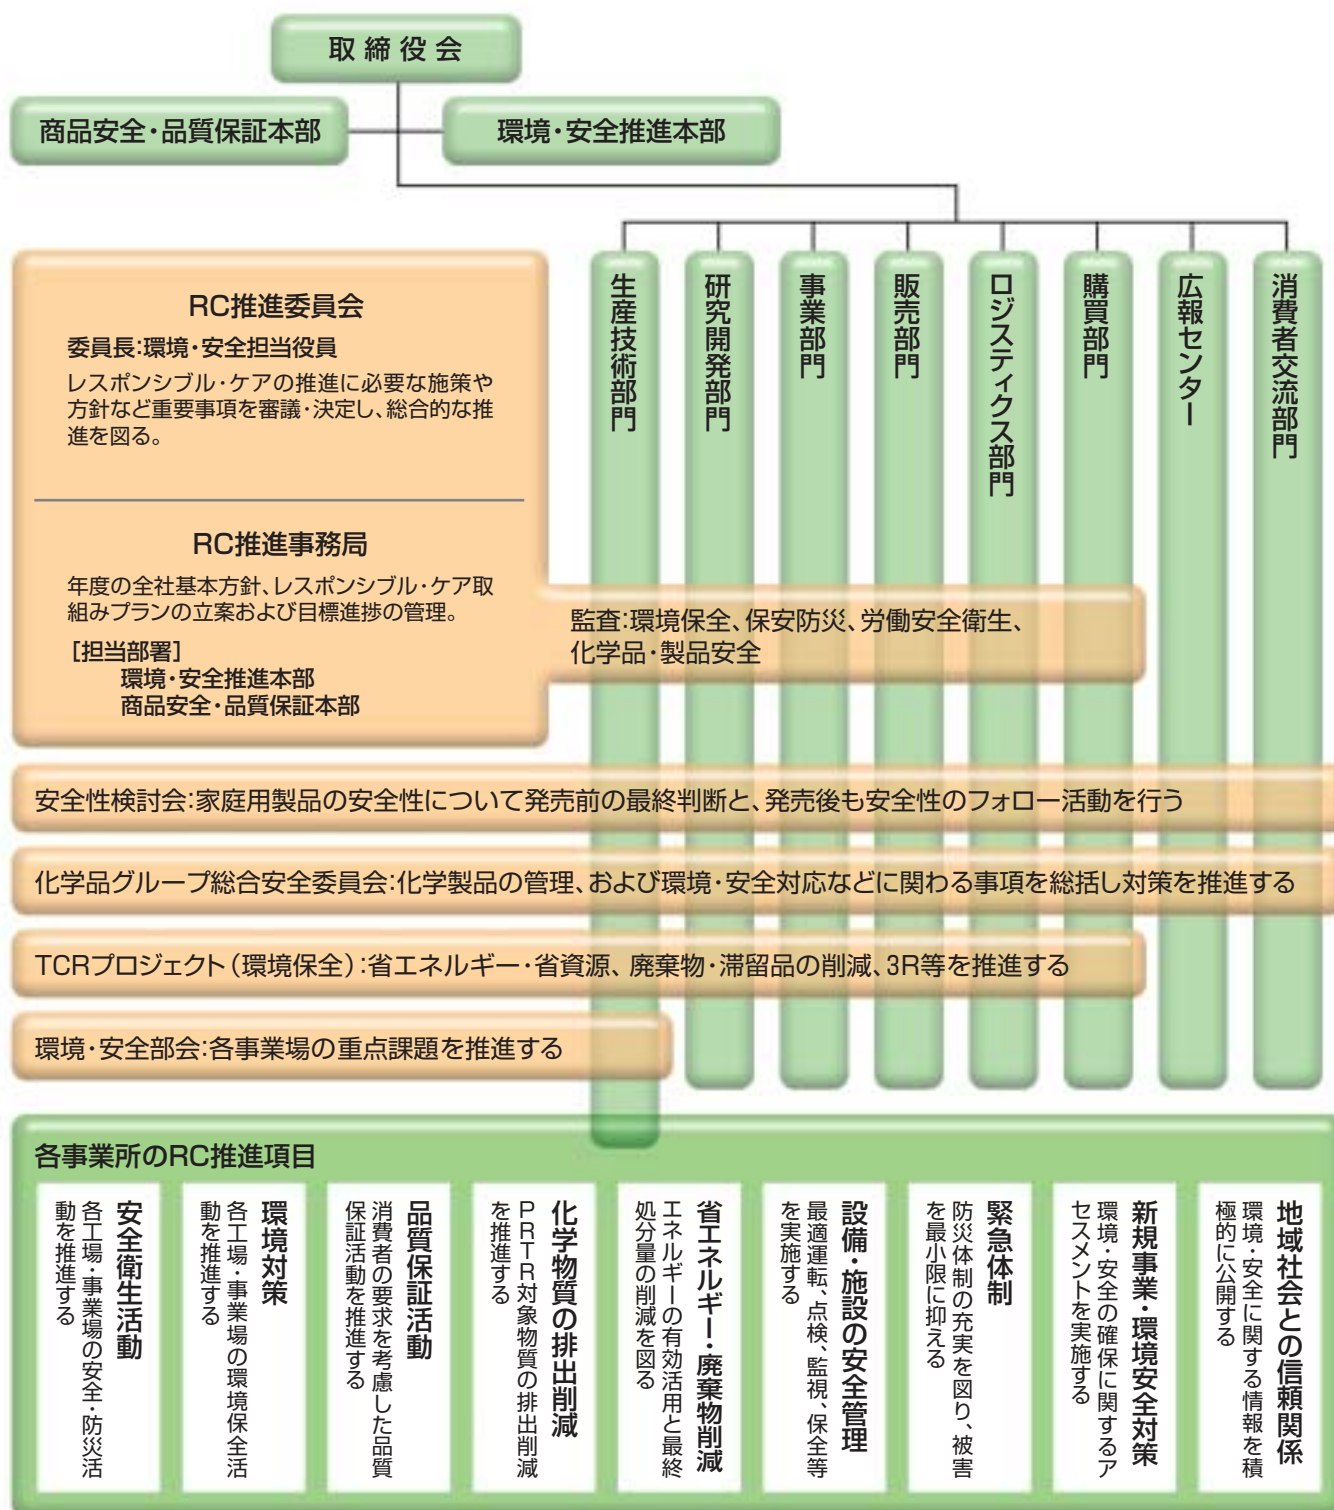 取締役会
商品安全・品質保証本部
環境・安全推進本部
生産技術部門
研究開発部門
事業部門
販売部門
ロジスティクス部門
購買部門
広報センター
消費者交流部門
RC推進委員会
委員長:環境・安全担当役員
レスポンシブル・ケアの推進に必要な施策や
方針など重要事項を審議・決定し、総合的な推
進を図る。
RC推進事務局
年度の全社基本方針、レスポンシブル・ケア取
組みプランの立案および目標進捗の管理。
[担当部署]
環境・安全推進本部
商品安全・品質保証本部
監査:環境保全、保安防災、労働安全衛生、
化学品・製品安全
安全性検討会:家庭用製品の安全性について発売前の最終判断と、発売後も安全性のフォロー活動を行う
化学品グループ総合安全委員会:化学製品の管理、および環境・安全対応などに関わる事項を総括し対策を推進する
TCRプロジェクト(環境保全):省エネルギー・省資源、廃棄物・滞留品の削減、3R等を推進する
環境・安全部会:各事業場の重点課題を推進する
各事業所のRC推進項目
安全衛生活動
各工場・事業場の安全・防災活
動を推進する
環境対策
各工場・事業場の環境保全活
動を推進する
品質保証活動
消費者の要求を考慮した品質
保証活動を推進する
化学物質の排出削減
PRTR対象物質の排出削減
を推進する
省エネルギー・廃棄物削減
エネルギーの有効活用と最終
処分量の削減を図る
設備・施設の安全管理
最適運転、点検、監視、保全等
を実施する
緊急体制
防災体制の充実を図り、被害
を最小限に抑える
新規事業・環境安全対策
環境・安全の確保に関するア
セスメントを実施する
地域社会との信頼関係
環境・安全に関する情報を積
極的に公開する